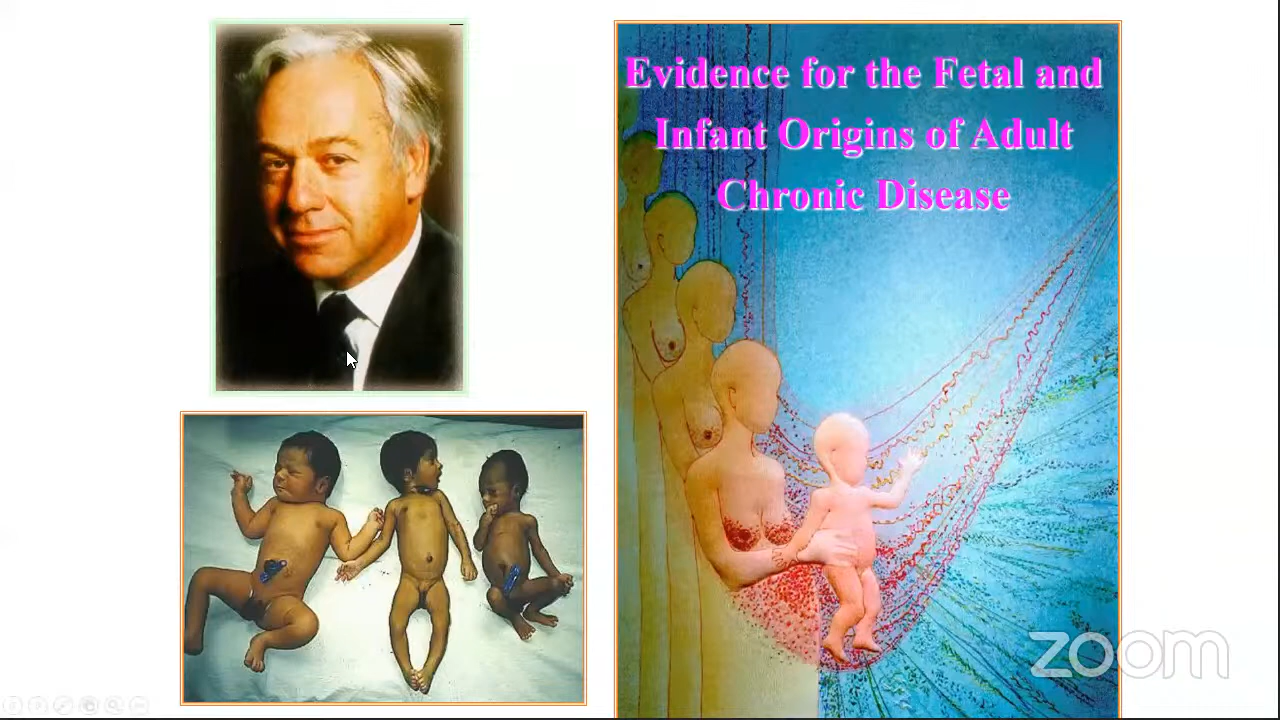 Evidence for the Fetal and
Infant Origins of Adult
Chronic Disease
zoom